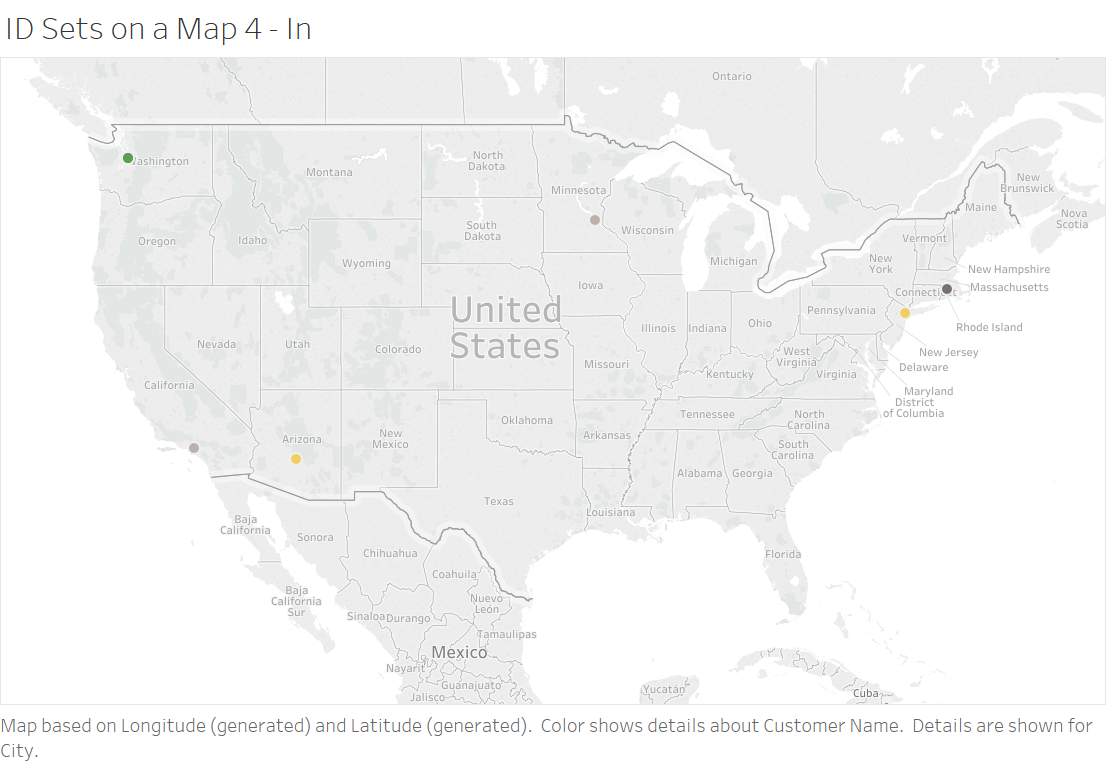 ID Sets on a Map 4 - In
Ontario
North
Dakota
Montana
Minnesota
New
Brunswick
Maine
Nova
Scotia
South
Dakota
Oregon
Idaho
Wisconsin
Vermont
Wyoming
Michigan
New
York
New Hampshire
Massachusetts
Iowa
United
States
Pennsylvania
Rhode Island
Nevada
Utah
Colorado
Illinois
Indiana
Ohio
New Jersey
Delaware
California
Missouri
Kentucky
West
Virginia
Virginia
Maryland
District
of Columbia
Arizona
New
Mexico
Oklahoma
Arkansas
Tennessee
North
Carolina
South
Carolina
Alabama
Georgia
Texas
Louisiana
Baja
California
Sonora
Chihuahua
Florida
Coahuila
Baja
California
Sur
Sinaloa
Durango
Nuevo
León
Tamaulipas
Mexico
Nayarit
Guanajuato
Jalisco
Yucatán
Cuba
Map based on Longitude (generated) and Latitude (generated).  Color shows details about Customer Name.  Details are shown for
City.